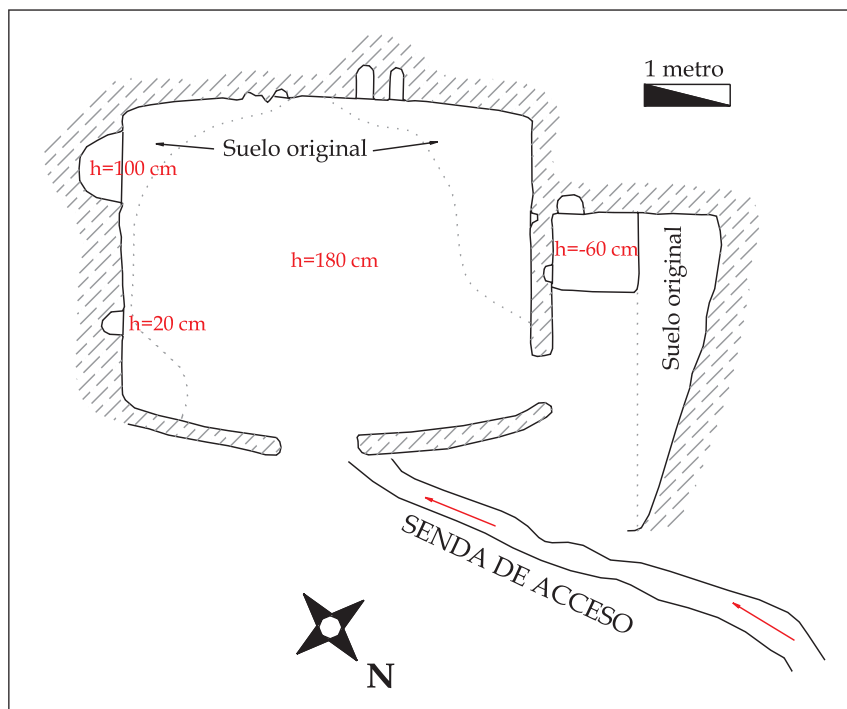 1 metro
Suelo original
h=100 cm
h=180 cm
h=-60 cm
Suelo original
h=20 cm
SENDA DE ACCESO
N